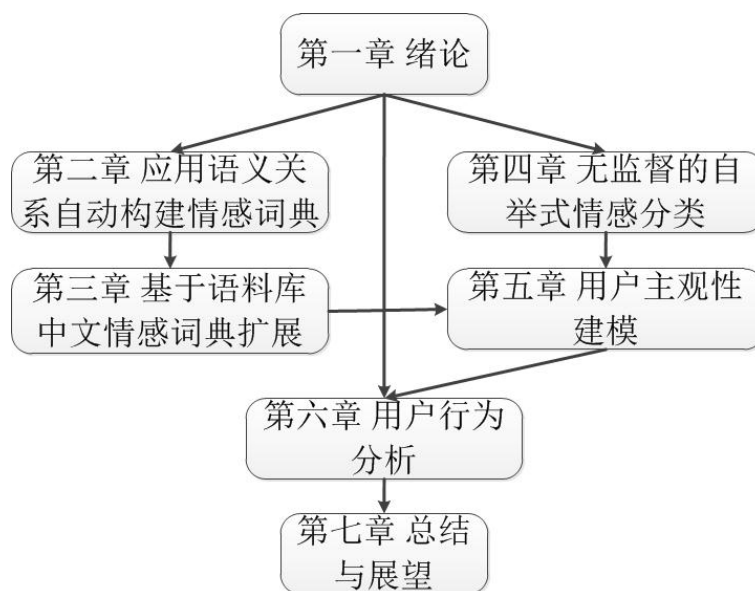 第一章 绪论
第二章 应用语义关
系自动构建情感词典
第四章 无监督的自
举式情感分类
第三章 基于语料库
中文情感词典扩展
第五章 用户主观性
建模
第六章 用户行为
分析
第七章 总结
与展望